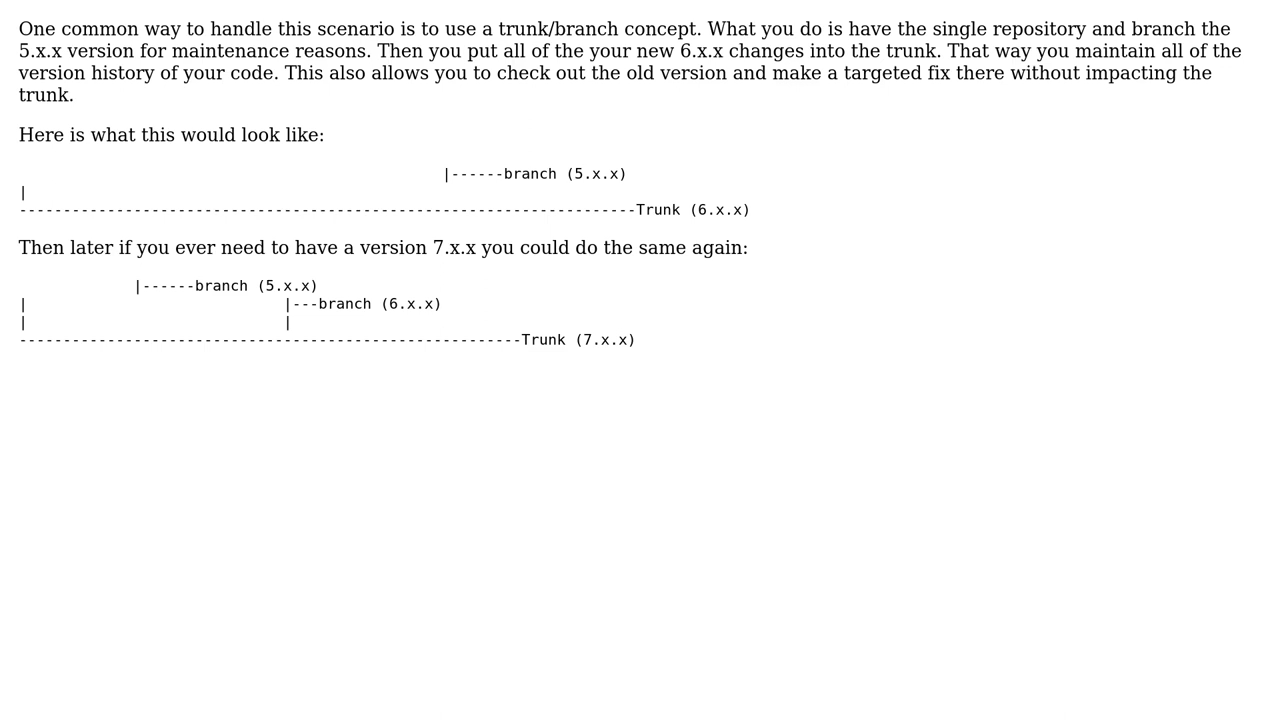 One common way to handle this scenario is to use a trunk/branch concept. What you do is have the single repository and branch the
5.x.x version for maintenance reasons. Then you put all of the your new 6.x.x changes into the trunk. That way you maintain all of the
version history of your code. This also allows you to check out the old version and make a targeted fix there without impacting the
trunk.
Here is what this would look like:
                                                |------branch (5.x.x)
|
----------------------------------------------------------------------Trunk (6.x.x)
Then later if you ever need to have a version 7.x.x you could do the same again:
             |------branch (5.x.x)
|                             |---branch (6.x.x)
|                             |
---------------------------------------------------------Trunk (7.x.x)